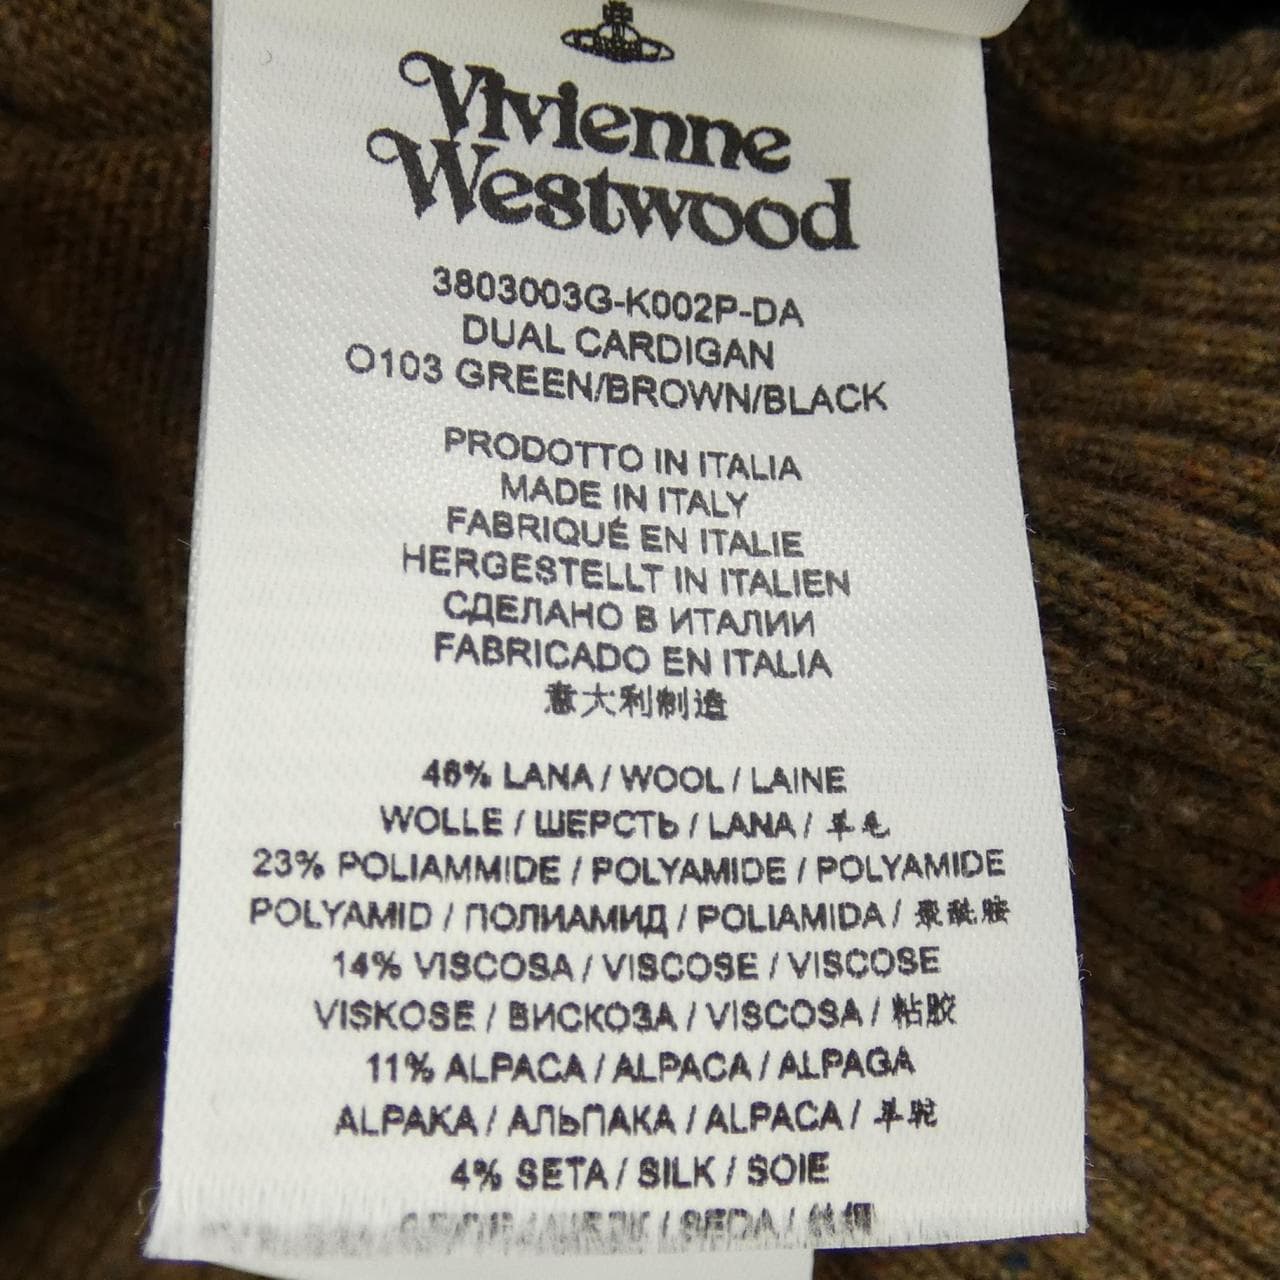 Vivienne
Westwood
3803003G-K002P-DA
DUAL CARDIGAN
O103 GREEN/BROWN/BLACK
PRODOTTO IN ITALIA
MADE IN ITALY
FABRIQUÉ EN ITALIE
HERGESTELLT IN ITALIEN
СДЕЛАНО В ИТАЛИИ
FABRICADO EN ITALIA
意大利制造
48% LANA / WOOL / LAINE
WOLLE / ШЕРСТЬ / LANA / 羊毛
23% POLIAMMIDE / POLYAMIDE / POLYAMIDE
POLYAMID / ПОЛИАМИД / POLIAMIDA / 聚酰胺
14% VISCOSA / VISCOSE / VISCOSE
VISKOSE / ВИСКОЗА / VISCOSA / 粘胶
11% ALPACA / ALPACA / ALPAGA
ALPAKA / АЛЬПАКА / ALPACA / 羊驼
4% SETA / SILK / SOIE
/ SEDA /